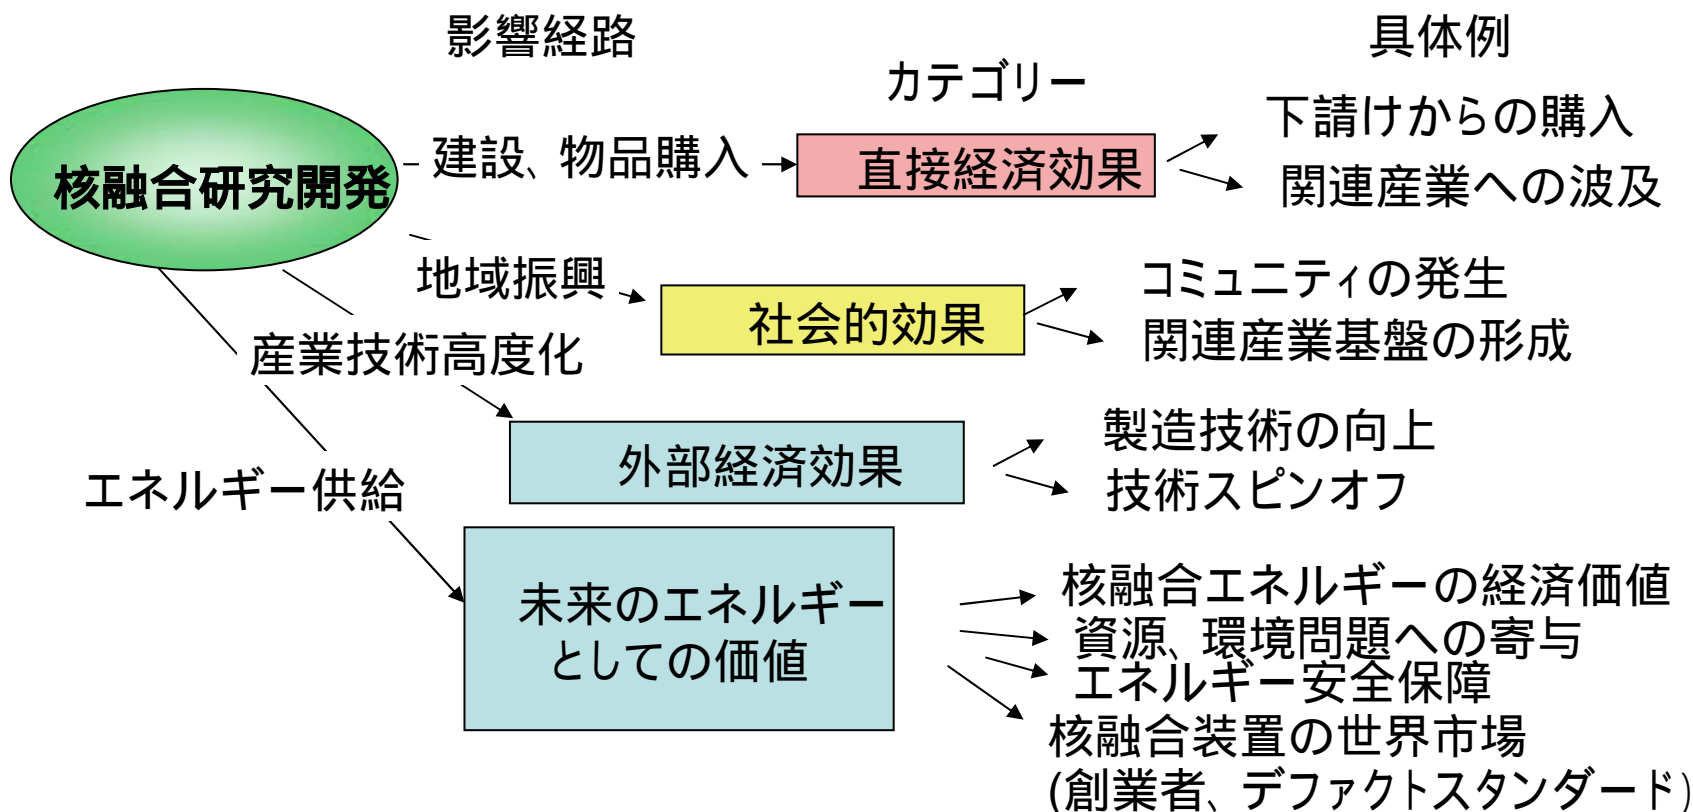 影響経路
具体例
カテゴリー
核融合研究開発
建設、物品購入
直接経済効果
下請けからの購入
関連産業への波及
地域振興
社会的効果
コミュニティの発生
関連産業基盤の形成
産業技術高度化
外部経済効果
製造技術の向上
技術スピンオフ
エネルギー供給
未来のエネルギー
としての価値
核融合エネルギーの経済価値
資源、環境問題への寄与
エネルギー安全保障
核融合装置の世界市場
(創業者、デファクトスタンダード)